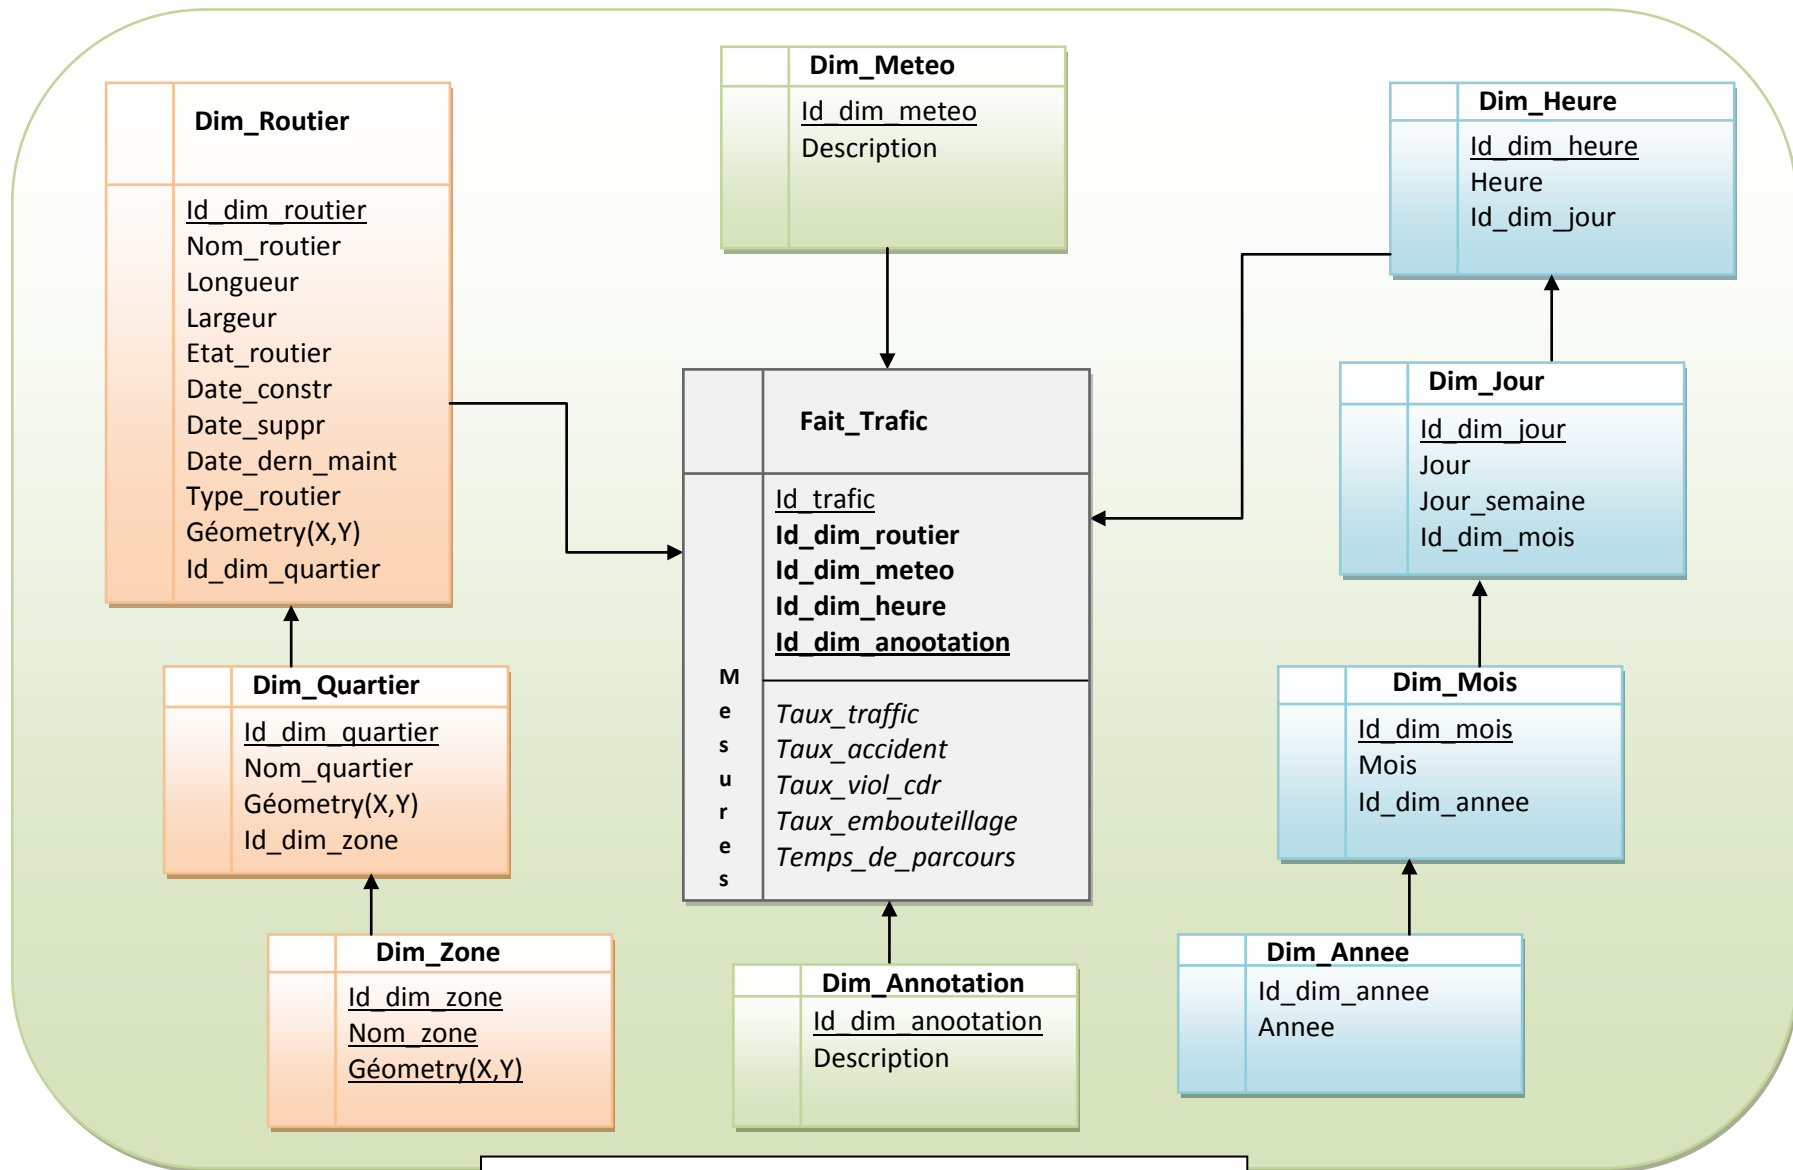 Dim_Routier
Id_dim_routier
Nom_routier
Longueur
Largeur
Etat_routier
Date_constr
Date_suppr
Date_dern_maint
Type_routier
Géometry(X,Y)
Id_dim_quartier
Dim_Quartier
Id_dim_quartier
Nom_quartier
Géometry(X,Y)
Id_dim_zone
Dim_Zone
Id_dim_zone
Nom_zone
Géometry(X,Y)
Dim_Meteo
Id_dim_meteo
Description
Fait_Trafic
Id_trafic
Id_dim_routier
Id_dim_meteo
Id_dim_heure
Id_dim_anootation
Mesures
Taux_traffic
Taux_accident
Taux_viol_cdr
Taux_embouteillage
Temps_de_parcours
Dim_Annotation
Id_dim_anootation
Description
Dim_Heure
Id_dim_heure
Heure
Id_dim_jour
Dim_Jour
Id_dim_jour
Jour
Jour_semaine
Id_dim_mois
Dim_Mois
Id_dim_mois
Mois
Id_dim_annee
Dim_Annee
Id_dim_annee
Annee